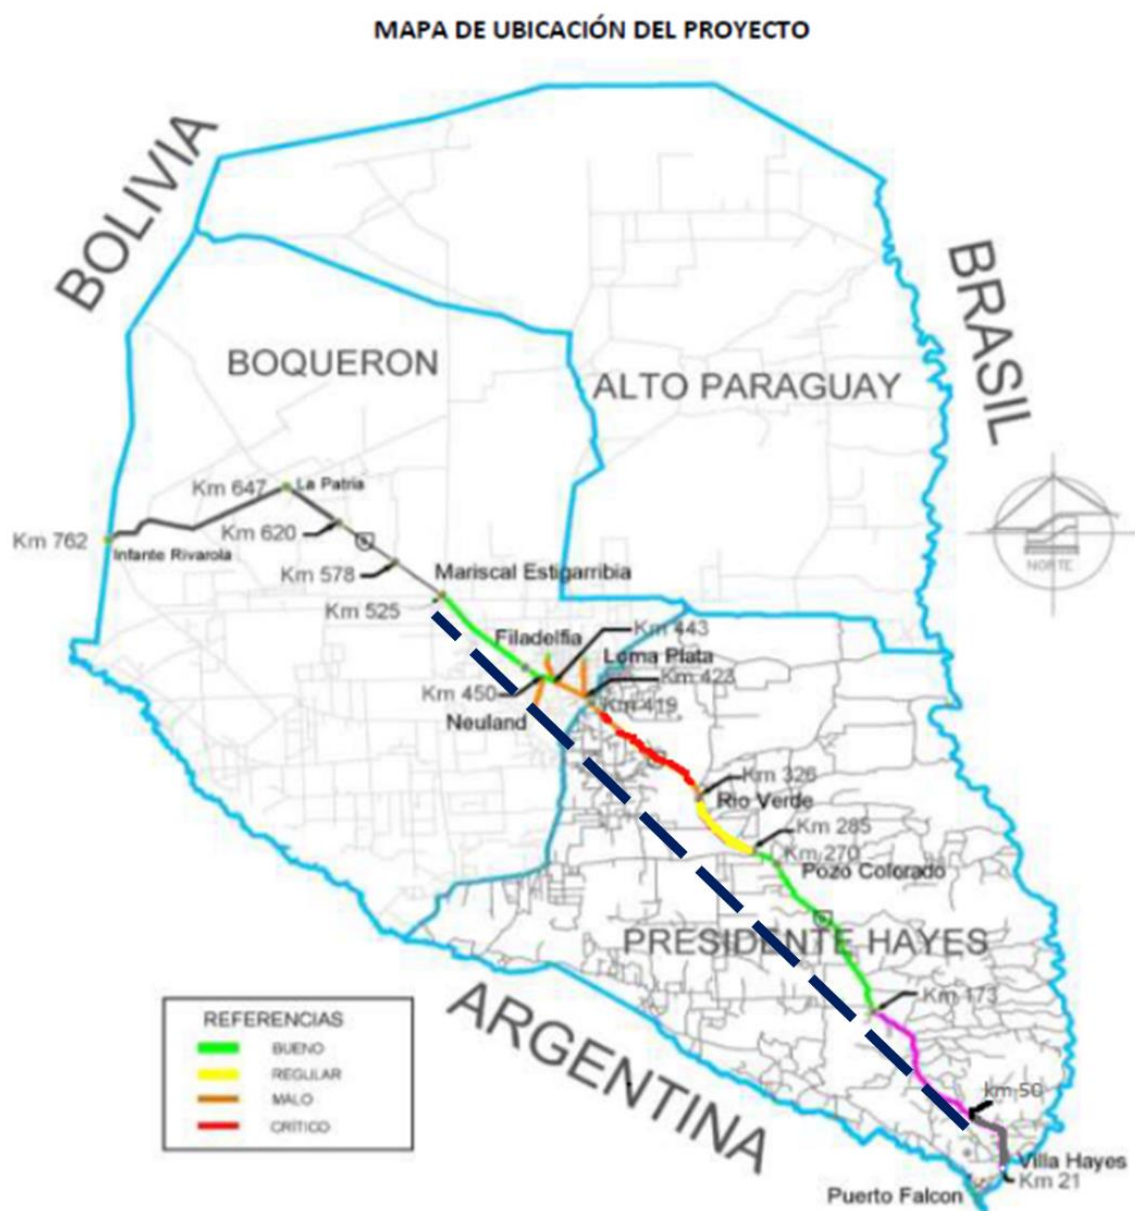 MAPA DE UBICACIÓN DEL PROYECTO
BOLIVIA
BRASIL
BOQUERON
ALTO PARAGUAY
Km 647
La Patria
Km 620
Km 762
Infante Rivarola
NORTE
Km 578
Mariscal Estigarribia
Km 525
Filadelfia
Km 443
Loma Plata
Km 423
Km 450
Km 419
Neuland
Km 326
Rio Verde
Km 285
Km 270
Pozo Colorado
PRESIDENTE HAYES
Km 173
ARGENTINA
REFERENCIAS
BUENO
REGULAR
MALO
CRÍTICO
km 50
Villa Hayes
Km 21
Puerto Falcon